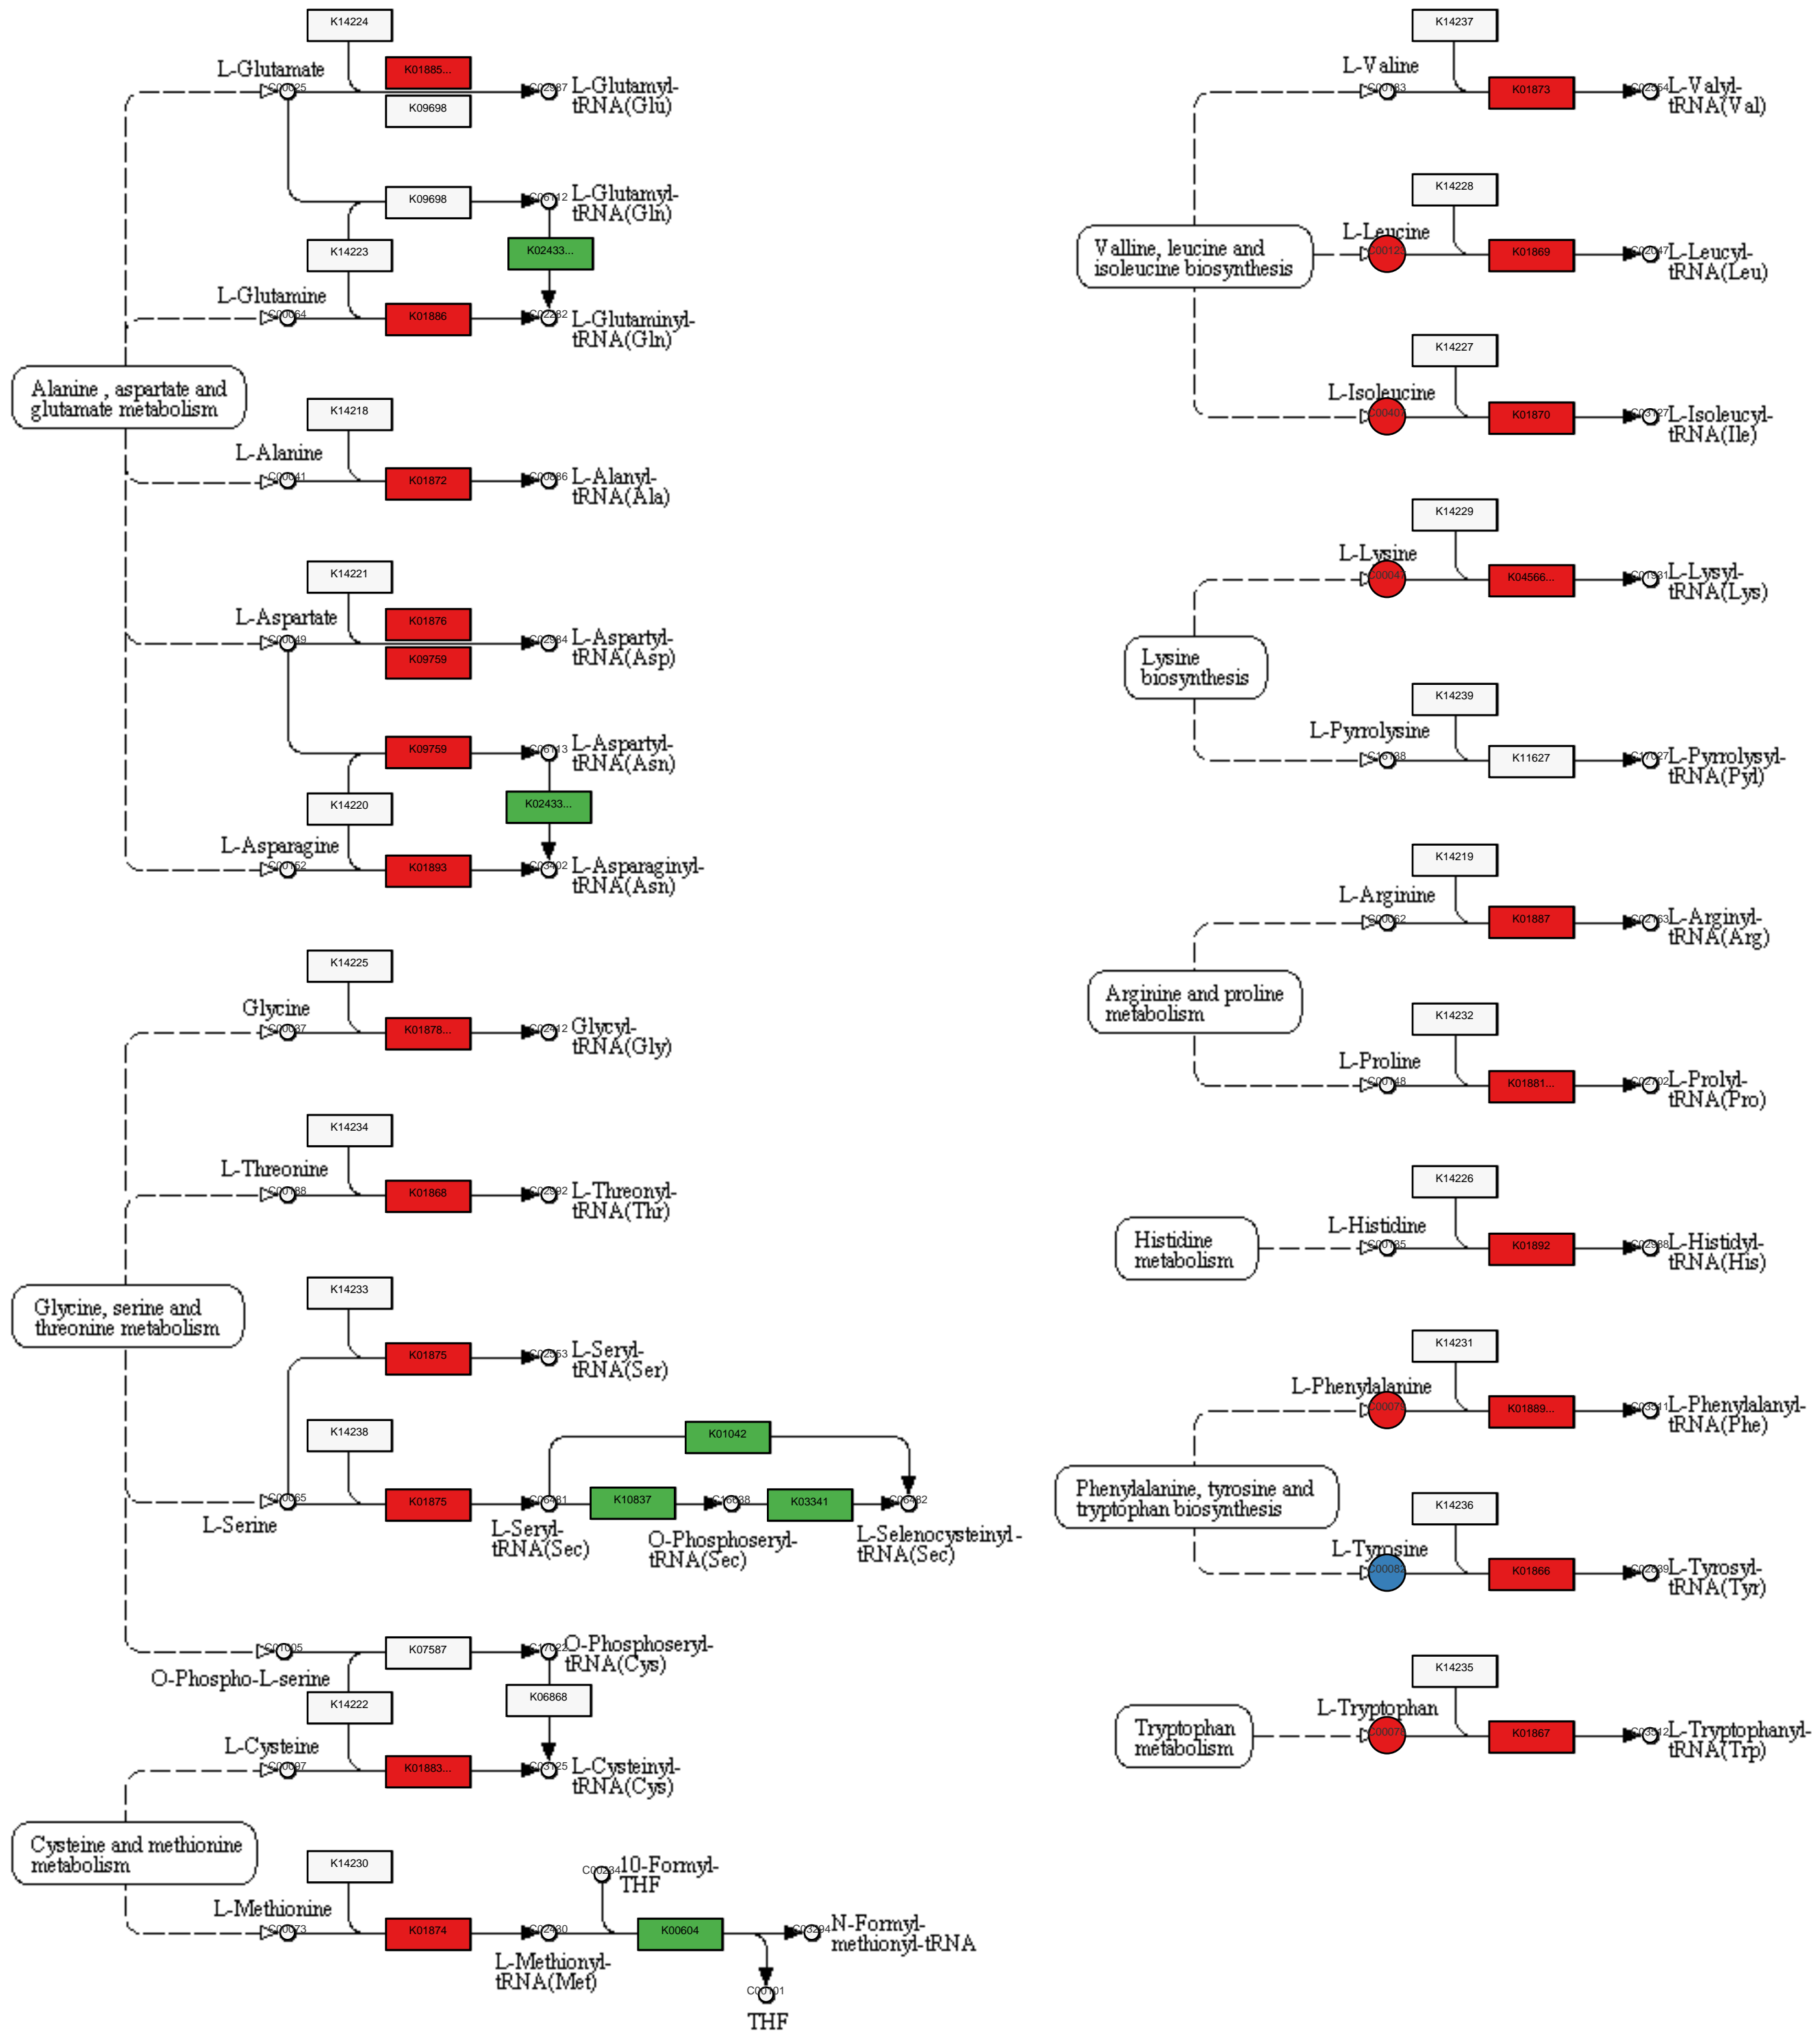 K14224
L-Glutamate
K01885...
C00025
C02987
L-Glutamyl-
tRNA(Glu)
K09698
K09698
C06112
L-Glutamyl-
tRNA(Gln)
K14223
K02433...
L-Glutamine
C00064
K01886
C02282
L-Glutaminyl-
tRNA(Gln)
Alanine , aspartate and
glutamate metabolism
K14218
L-Alanine
C00041
K01872
C00886
L-Alanyl-
tRNA(Ala)
K14221
L-Aspartate
K01876
C00049
C02984
L-Aspartyl-
tRNA(Asp)
K09759
K09759
C06113
L-Aspartyl-
tRNA(Asn)
K14220
K02433...
L-Asparagine
C00152
K01893
C03402
L-Asparaginyl-
tRNA(Asn)
K14225
Glycine
C00037
K01878...
C02412
Glycyl-
tRNA(Gly)
K14234
L-Threonine
C00188
K01868
C02992
L-Threonyl-
tRNA(Thr)
Glycine, serine and
threonine metabolism
K14233
K01875
C02553
L-Seryl-
tRNA(Ser)
K14238
K01042
C00065
K01875
C06481
K10837
C16638
K03341
C06482
L-Serine
L-Seryl-
tRNA(Sec)
O-Phosphoseryl-
tRNA(Sec)
L-Selenocysteinyl-
tRNA(Sec)
C01005
K07587
C17022
O-Phosphoseryl-
tRNA(Cys)
O-Phospho-L-serine
K14222
K06868
L-Cysteine
C00097
K01883...
C03125
L-Cysteinyl-
tRNA(Cys)
Cysteine and methionine
metabolism
K14230
C00234
10-Formyl-
THF
L-Methionine
C00073
K01874
C02430
K00604
C03294
N-Formyl-
methionyl-tRNA
L-Methionyl-
tRNA(Met)
C00101
THF
K14237
L-Valine
C00183
K01873
C02554
L-Valyl-
tRNA(Val)
K14228
Valline, leucine and
isoleucine biosynthesis
L-Leucine
C00123
K01869
C02047
L-Leucyl-
tRNA(Leu)
K14227
L-Isoleucine
C00407
K01870
C03127
L-Isoleucyl-
tRNA(Ile)
K14229
L-Lysine
C00047
K04566...
C01931
L-Lysyl-
tRNA(Lys)
Lysine
biosynthesis
K14239
L-Pyrrolysine
C16138
K11627
C17027
L-Pyrrolysyl-
tRNA(Pyl)
K14219
L-Arginine
C00062
K01887
C02163
L-Arginyl-
tRNA(Arg)
Arginine and proline
metabolism
K14232
L-Proline
C00148
K01881...
C02702
L-Prolyl-
tRNA(Pro)
K14226
Histidine
metabolism
L-Histidine
C00135
K01892
C02988
L-Histidyl-
tRNA(His)
K14231
L-Phenylalanine
C00079
K01889...
C03511
L-Phenylalanyl-
tRNA(Phe)
Phenylalanine, tyrosine and
tryptophan biosynthesis
K14236
L-Tyrosine
C00082
K01866
C02839
L-Tyrosyl-
tRNA(Tyr)
K14235
Tryptophan
metabolism
L-Tryptophan
C00078
K01867
C03512
L-Tryptophanyl-
tRNA(Trp)